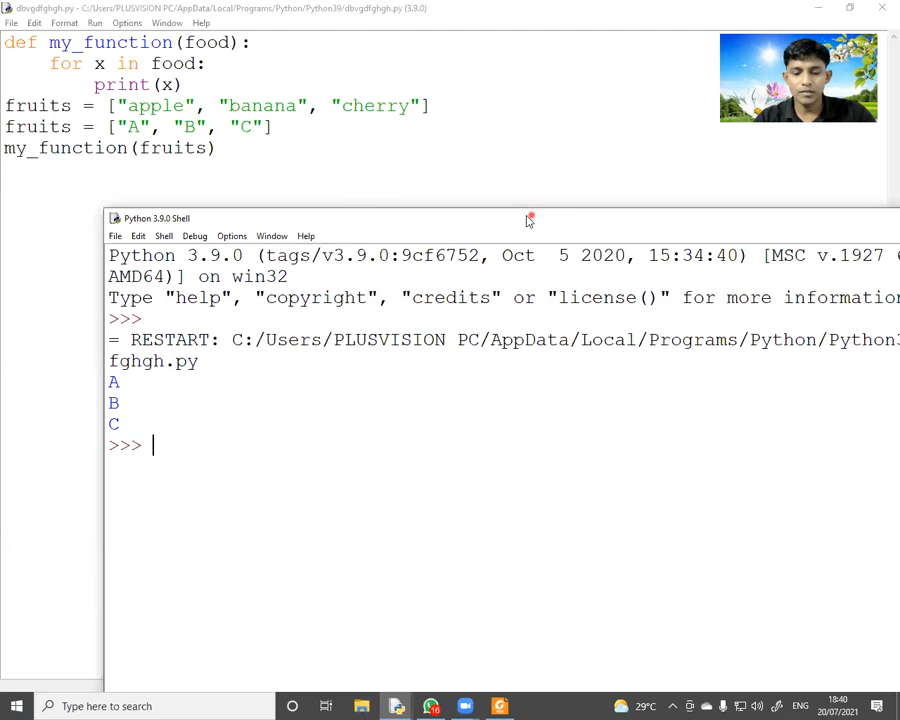 dbvgdfghgh.py - C:/Users/PLUSVISION PC/AppData/Local/Programs/Python/Python39/dbvgdfghgh.py (3.9.0)
File Edit Format Run Options Window Help
def my_function(food):
    for x in food:
        print(x)
fruits = ["apple", "banana", "cherry"]
fruits = ["A", "B", "C"]
my_function(fruits)
Python 3.9.0 Shell
File Edit Shell Debug Options Window Help
Python 3.9.0 (tags/v3.9.0:9cf6752, Oct  5 2020, 15:34:40) [MSC v.1927 6
AMD64)] on win32
Type "help", "copyright", "credits" or "license()" for more information
>>>
= RESTART: C:/Users/PLUSVISION PC/AppData/Local/Programs/Python/Python3
fghgh.py
A
B
C
>>>
Type here to search
16
29°C
ENG
18:40
20/07/2021